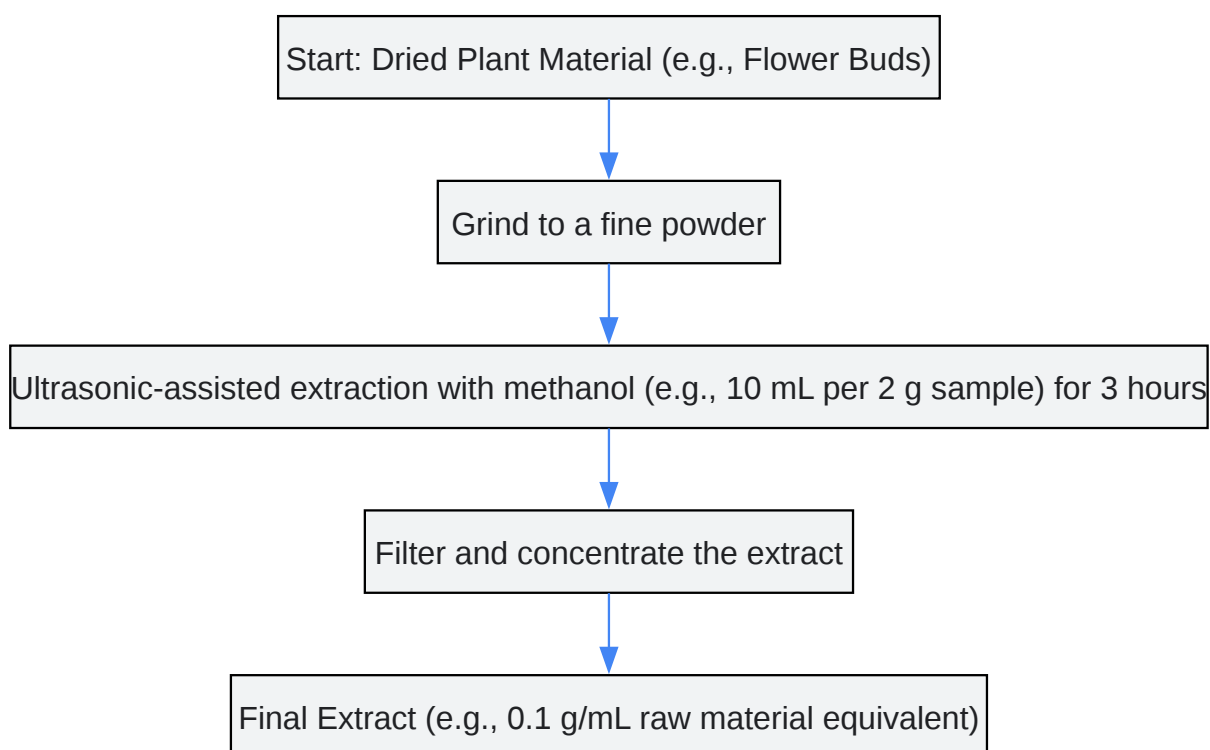 Start: Dried Plant Material (e.g., Flower Buds)
Grind to a fine powder
Ultrasonic-assisted extraction with methanol (e.g., 10 mL per 2 g sample) for 3 hours
Filter and concentrate the extract
Final Extract (e.g., 0.1 g/mL raw material equivalent)